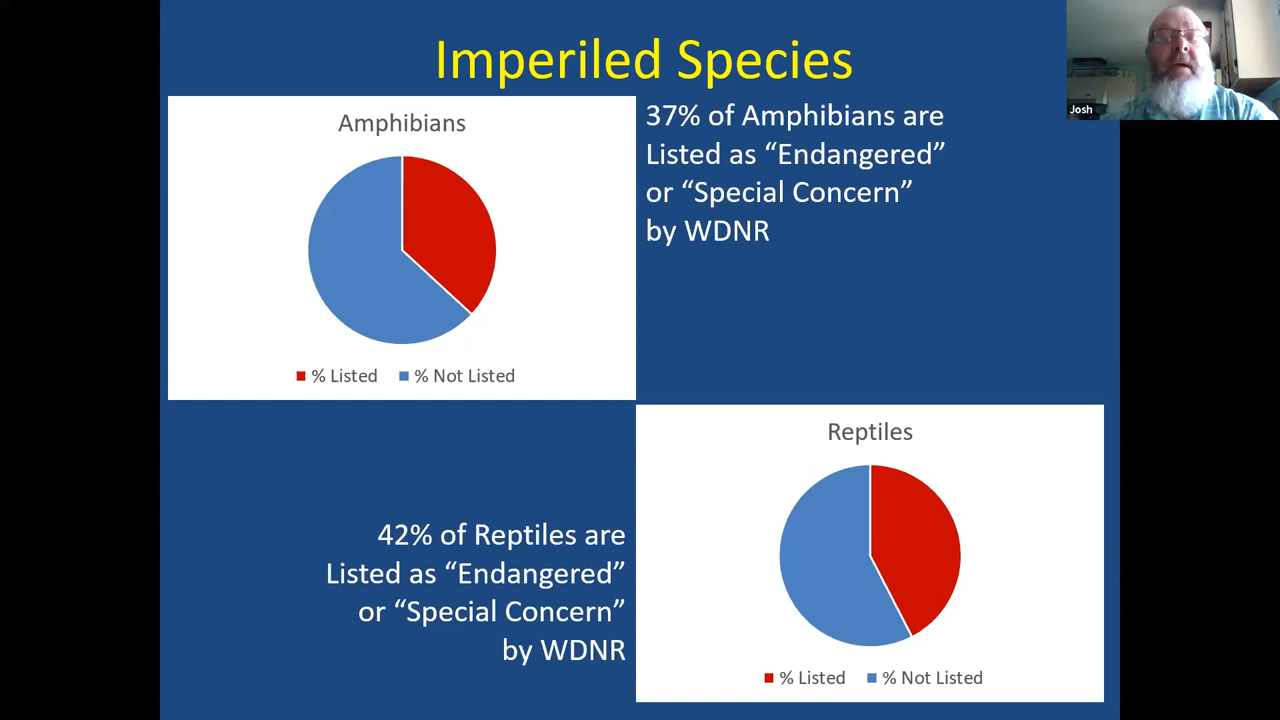 Imperiled Species
Josh
Amphibians
37% of Amphibians are
Listed as “Endangered”
or “Special Concern”
by WDNR
% Listed % Not Listed
Reptiles
42% of Reptiles are
Listed as “Endangered”
or “Special Concern”
by WDNR
% Listed % Not Listed